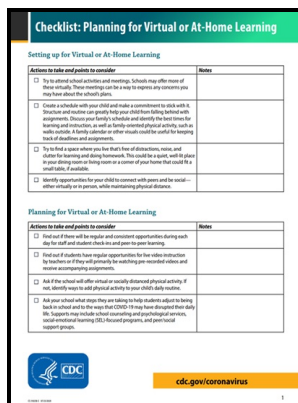 Checklist: Planning for Virtual or At-Home Learning
Setting up for Virtual or At-Home Learning
Actions to take and points to consider
Notes
Try to attend school activities and meetings. Schools may offer more of
these virtually. These meetings can be a way to express any concerns you
may have about the school's plans.
Create a schedule with your child and make a commitment to stick with it.
Structure and routine can greatly help your child from falling behind with
assignments. Discuss your family's schedule and identify the best times for
learning and instruction, as well as family-oriented physical activity, such as
walks outside. A family calendar or other visuals could be useful for keeping
track of deadlines and assignments.
Try to find a space where you live that's free of distractions, noise, and
clutter for learning and doing homework. This could be a quiet, well-lit place
in your dining room or living room or a corner of your home that could fit a
small table, if available.
Identify opportunities for your child to connect with peers and be social—
either virtually or in person, while maintaining physical distance.
Planning for Virtual or At-Home Learning
Actions to take and points to consider
Notes
Find out if there will be regular and consistent opportunities during each
day for staff and student check-ins and peer-to-peer learning.
Find out if students have regular opportunities for live video instruction
by teachers or if they will primarily be watching pre-recorded videos and
receive accompanying assignments.
Ask if the school will offer virtual or socially distanced physical activity. If
not, identify ways to add physical activity to your child's daily routine.
Ask your school what steps they are taking to help students adjust to being
back in school and to the ways that COVID-19 may have disrupted their daily
life. Supports may include school counseling and psychological services,
social-emotional learning (SEL)-focused programs, and peer/social
support groups.
CDC
cdc.gov/coronavirus
1